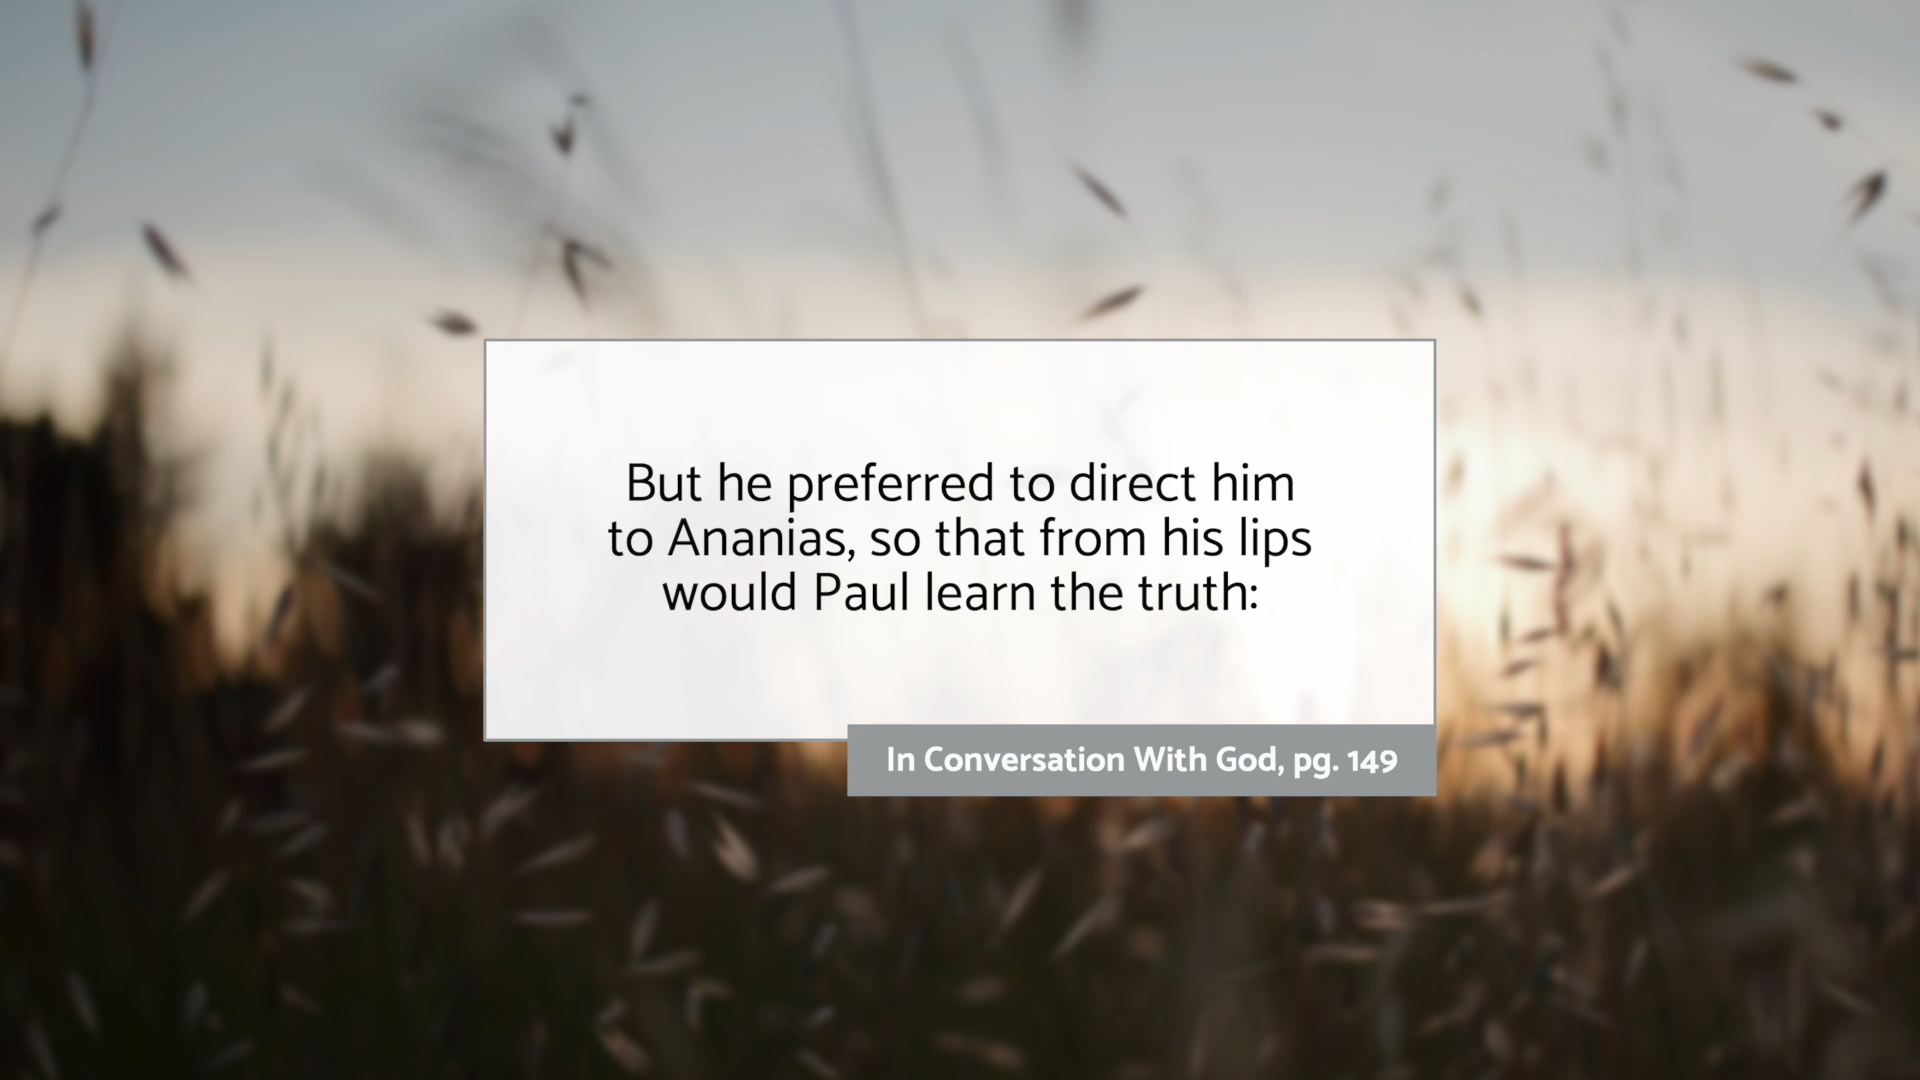 But he preferred to direct him
to Ananias, so that from his lips
would Paul learn the truth:
In Conversation With God, pg. 149